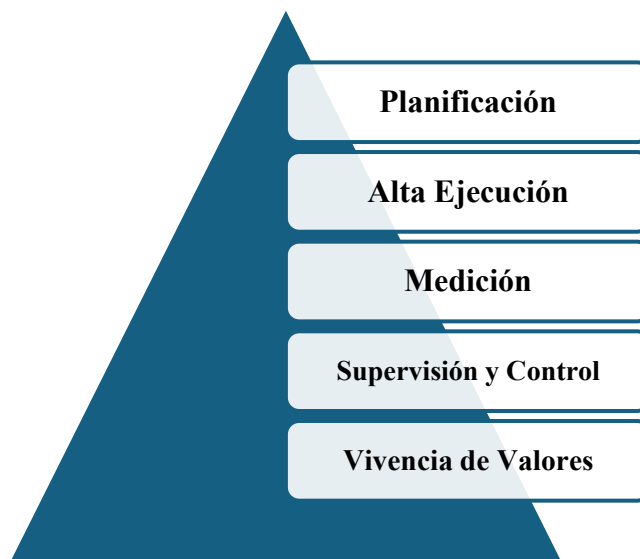 Planificación
Alta Ejecución
Medición
Supervisión y Control
Vivencia de Valores